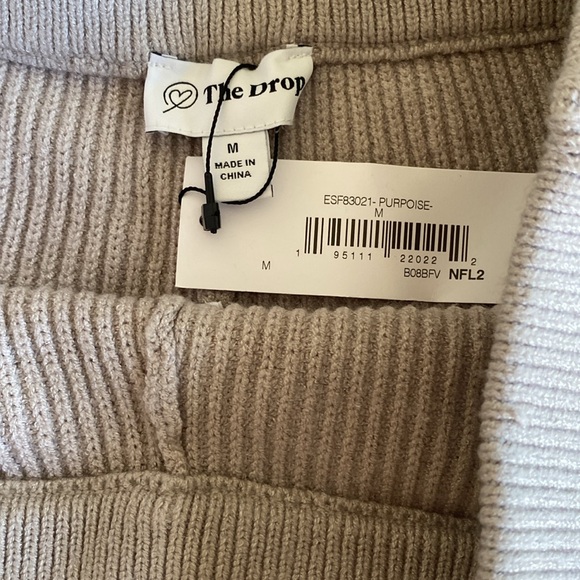 The Drop
M
MADE IN
CHINA
ESF83021- PURPOISE-
M
1 95111 22022 2
M
B08BFV NFL2